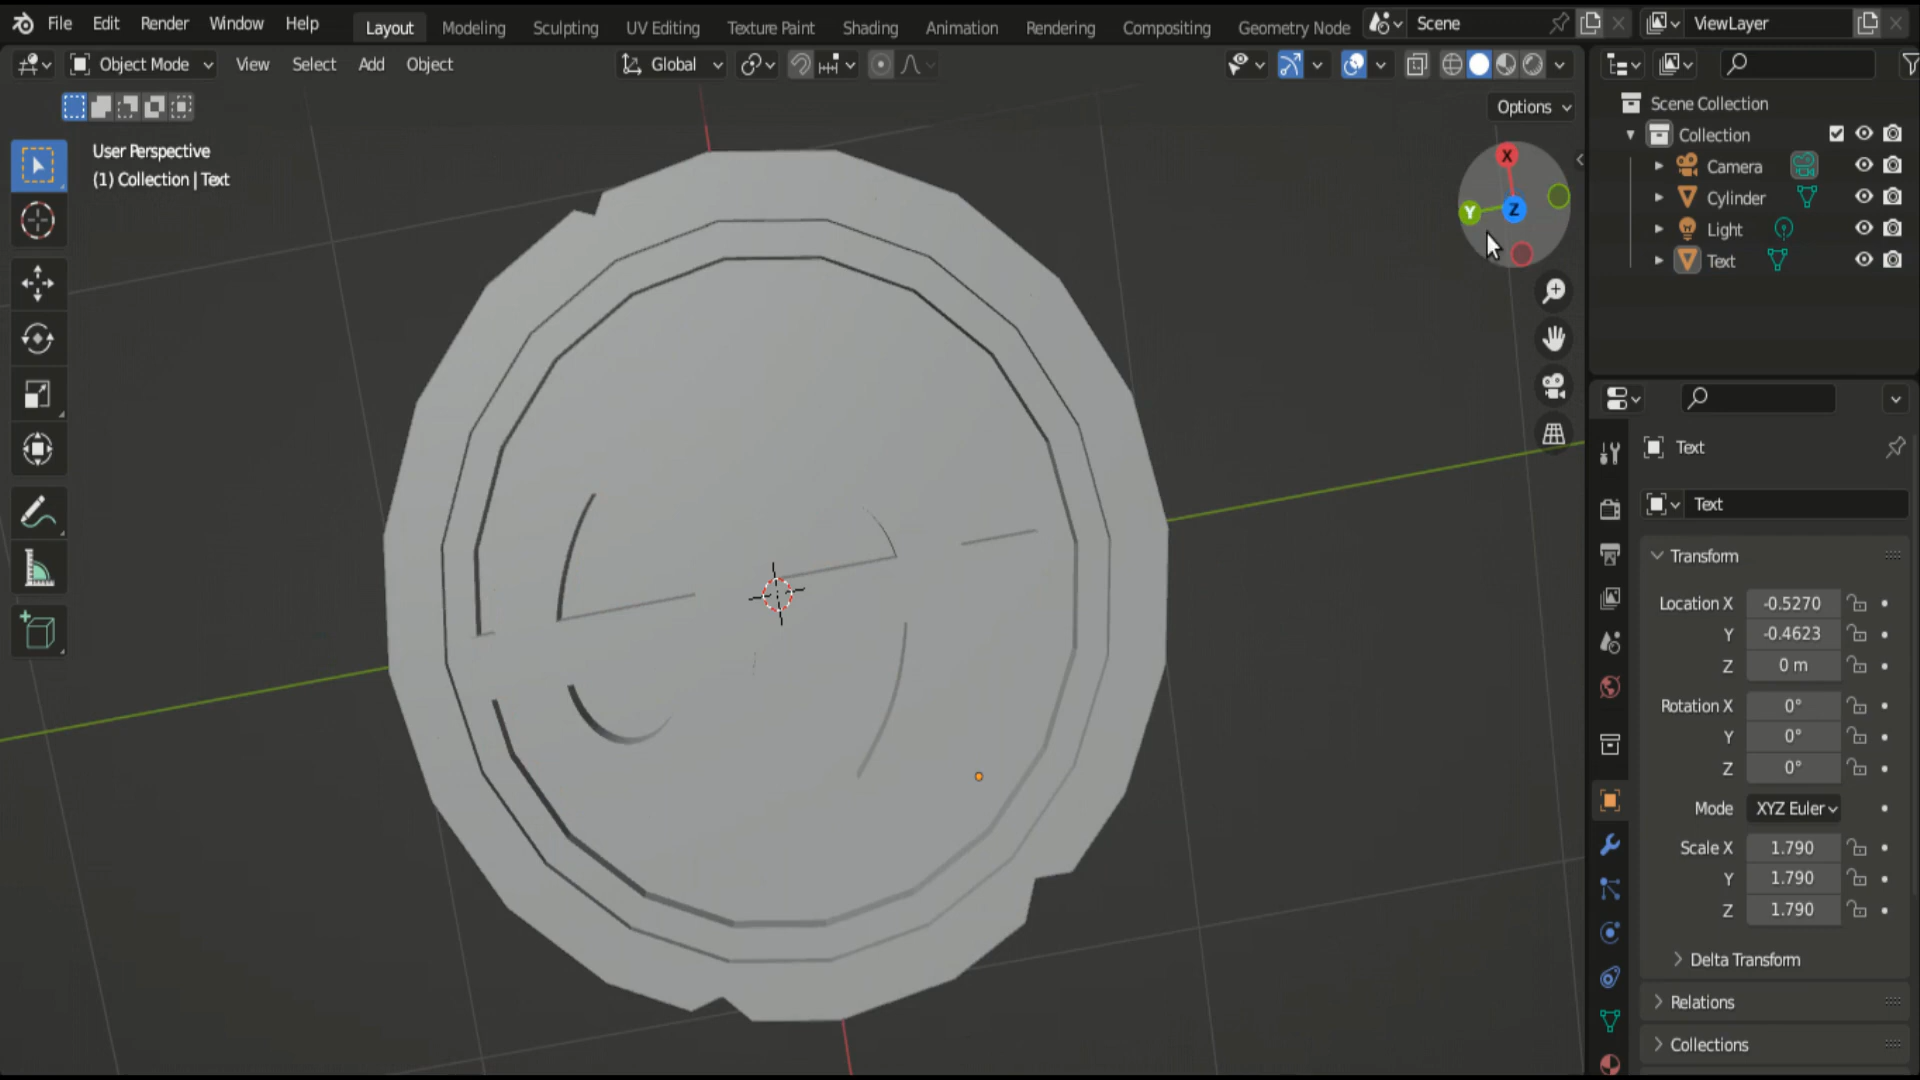 File Edit Render Window Help Layout Modeling Sculpting UV Editing Texture Paint Shading Animation Rendering Compositing Geometry Node Scene ViewLayer
Object Mode View Select Add Object Global
Options
User Perspective
(1) Collection | Text
X
Y
Z
Scene Collection
Collection
Camera
Cylinder
Light
Text
Text
Text
Transform
Location X -0.5270
Y -0.4623
Z 0 m
Rotation X 0°
Y 0°
Z 0°
Mode XYZ Euler
Scale X 1.790
Y 1.790
Z 1.790
Delta Transform
Relations
Collections